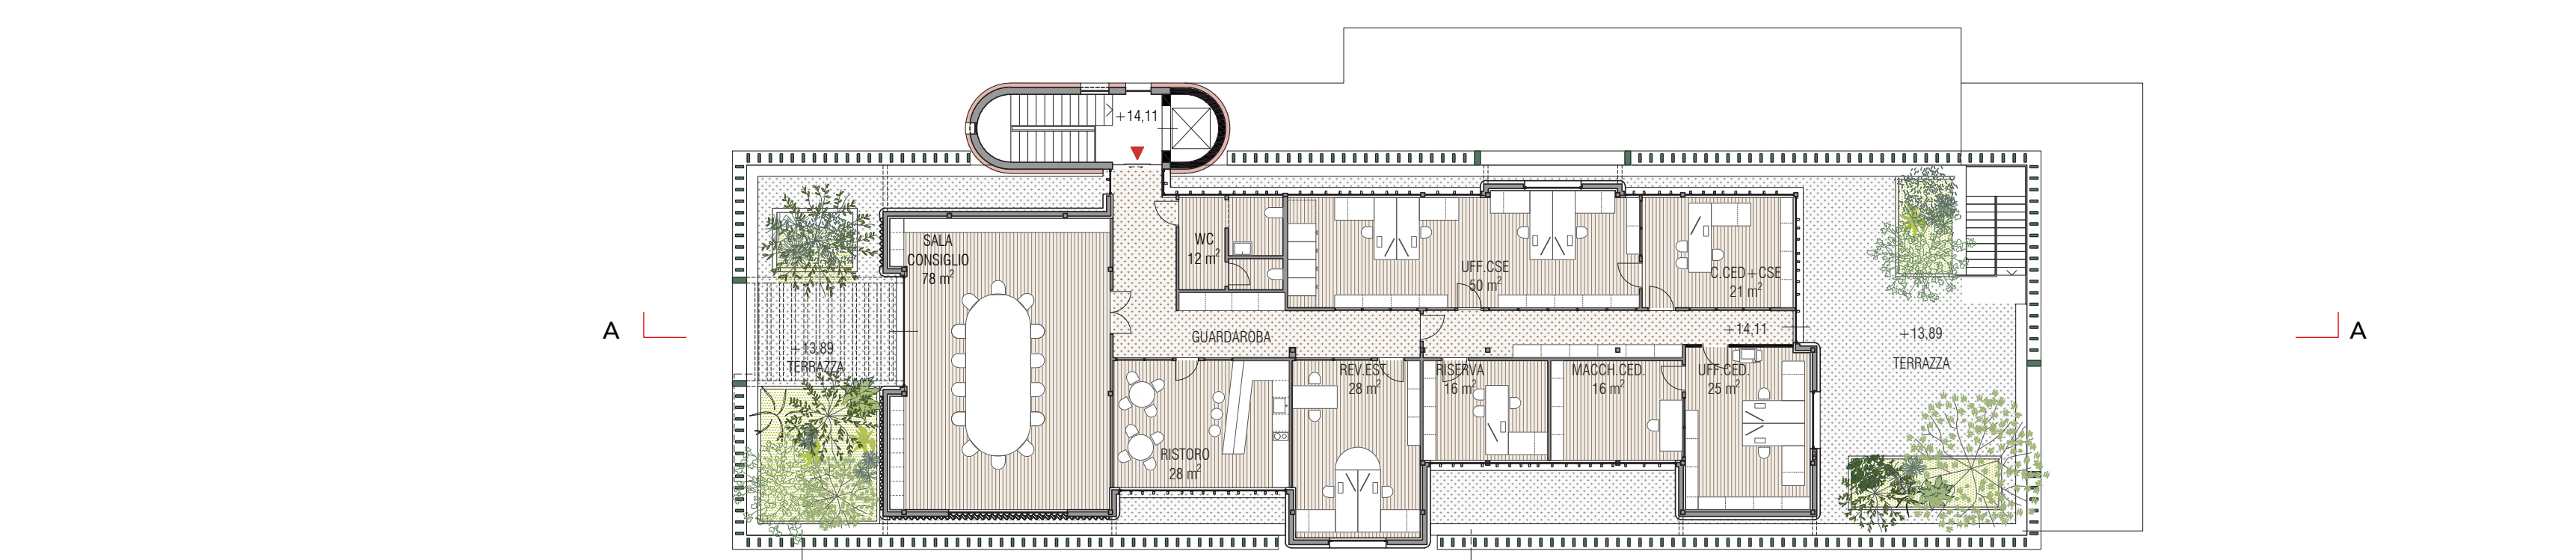 +14,11
SALA
CONSIGLIO
78 m²
WC
12 m²
UFF.CSE
50 m²
C.CED+CSE
21 m²
A
A
+13,89
TERRAZZA
GUARDAROBA
+14,11
+13,89
TERRAZZA
REV.EST.
28 m²
RISERVA
16 m²
MACCH.CED.
16 m²
UFF.CED.
25 m²
RISTORO
28 m²